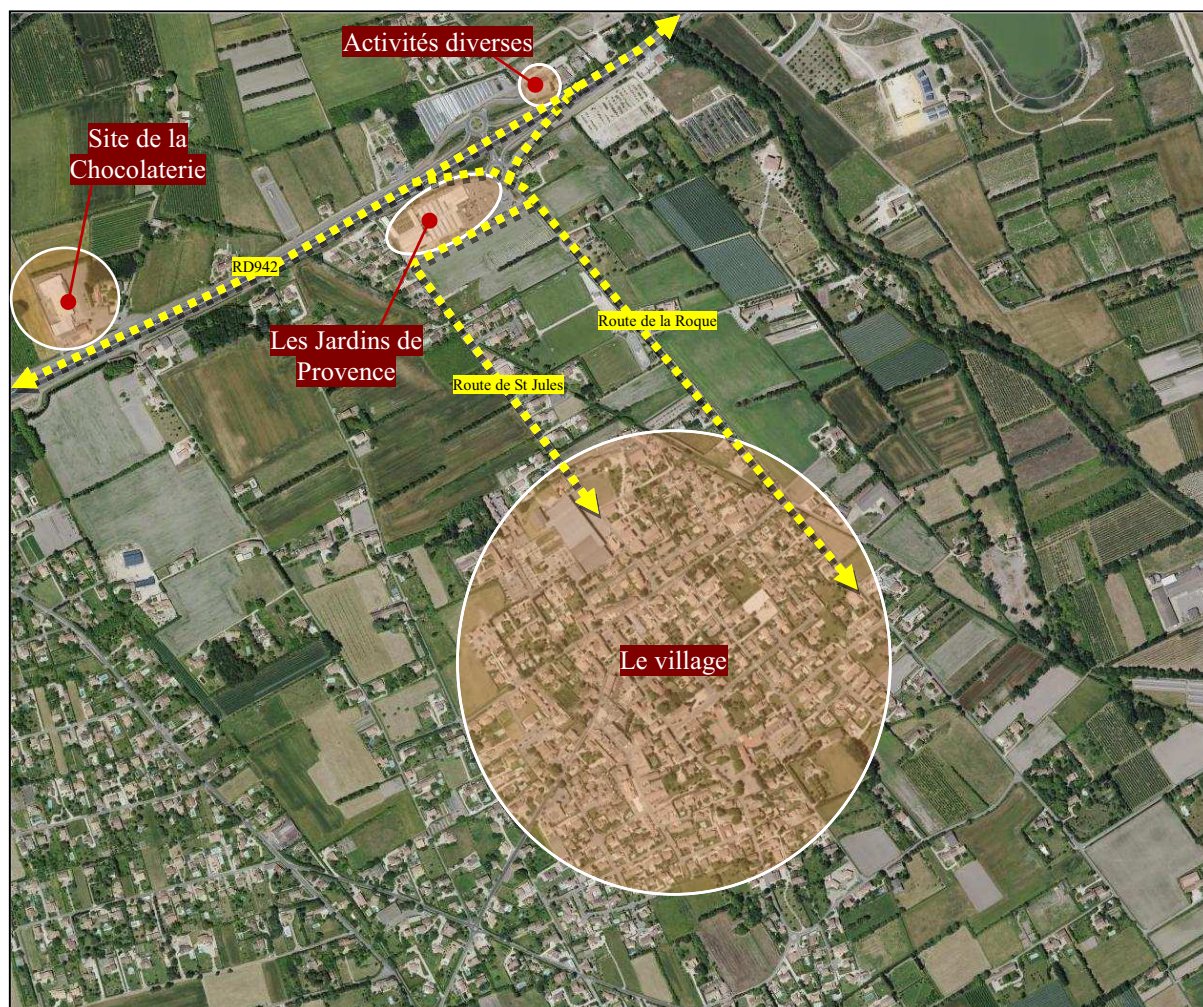 Activités diverses
Site de la
Chocolaterie
RD942
Route de la Roque
Les Jardins de
Provence
Route de St Jules
Le village